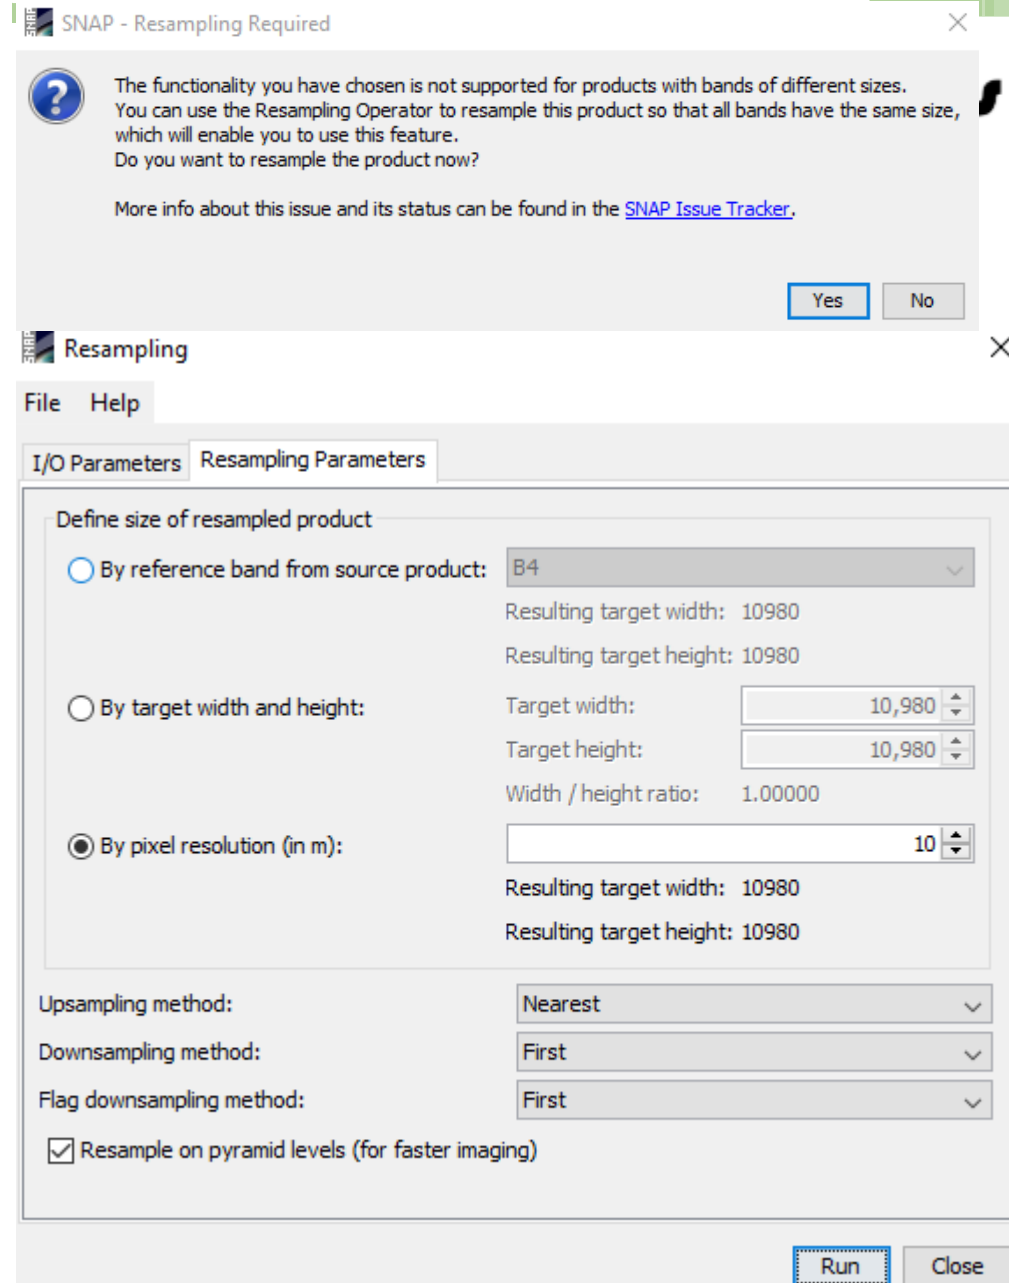 SNAP - Resampling Required
The functionality you have chosen is not supported for products with bands of different sizes.
You can use the Resampling Operator to resample this product so that all bands have the same size,
which will enable you to use this feature.
Do you want to resample the product now?
More info about this issue and its status can be found in the SNAP Issue Tracker.
Yes No
Resampling
File Help
I/O Parameters Resampling Parameters
Define size of resampled product
By reference band from source product: B4
Resulting target width: 10980
Resulting target height: 10980
By target width and height: Target width: 10,980
Target height: 10,980
Width / height ratio: 1.00000
By pixel resolution (in m): 10
Resulting target width: 10980
Resulting target height: 10980
Upsampling method: Nearest
Downsampling method: First
Flag downsampling method: First
Resample on pyramid levels (for faster imaging)
Run Close